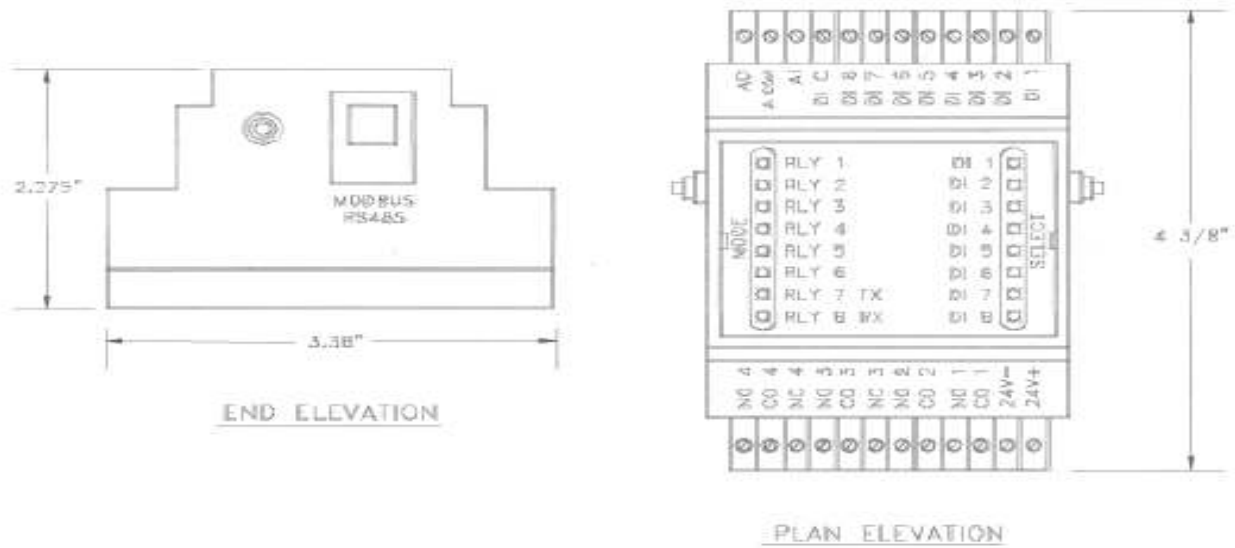 2.275"
MODBUS
RS485
3.38"
END ELEVATION
AO
A COM
AI
DI C
DI 8
DI 7
DI 6
DI 5
DI 4
DI 3
DI 2
DI 1
RLY 1 DI 1
RLY 2 DI 2
RLY 3 DI 3
RLY 4 DI 4
RLY 5 DI 5
RLY 6 DI 6
RLY 7 TX DI 7
RLY 8 RX DI 8
MODE
SELECT
4 3/8"
NO 4
CO 4
NC 4
NO 3
CO 3
NC 3
NO 2
CO 2
NO 1
CO 1
24V-
24V+
PLAN ELEVATION